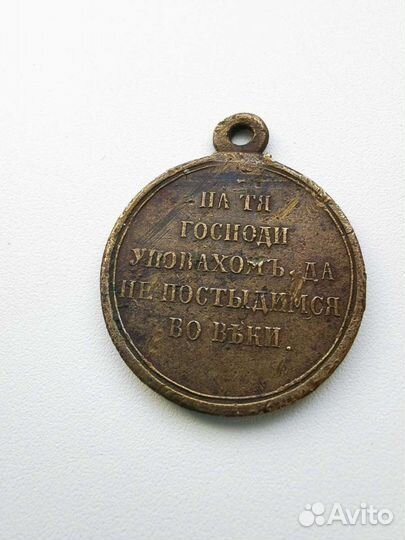 НА ТЯ
ГОСПОДИ
УПОВАХОМЪ, ДА
НЕ ПОСТЫДИМСЯ
ВО ВѢКИ.
Avito